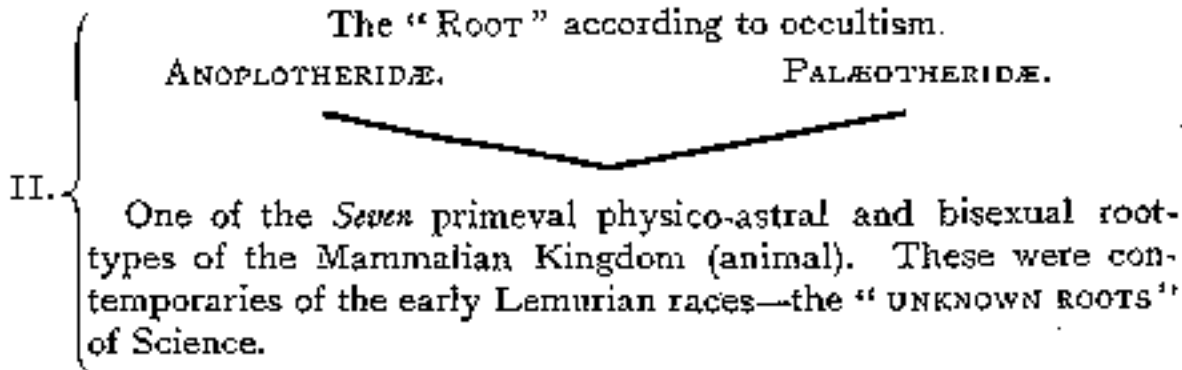 The “ROOT” according to occultism.
ANOPLOTHERIDÆ. PALÆOTHERIDÆ.
II.
One of the Seven primeval physico-astral and bisexual root-
types of the Mammalian Kingdom (animal). These were con-
temporaries of the early Lemurian races—the “UNKNOWN ROOTS”
of Science.